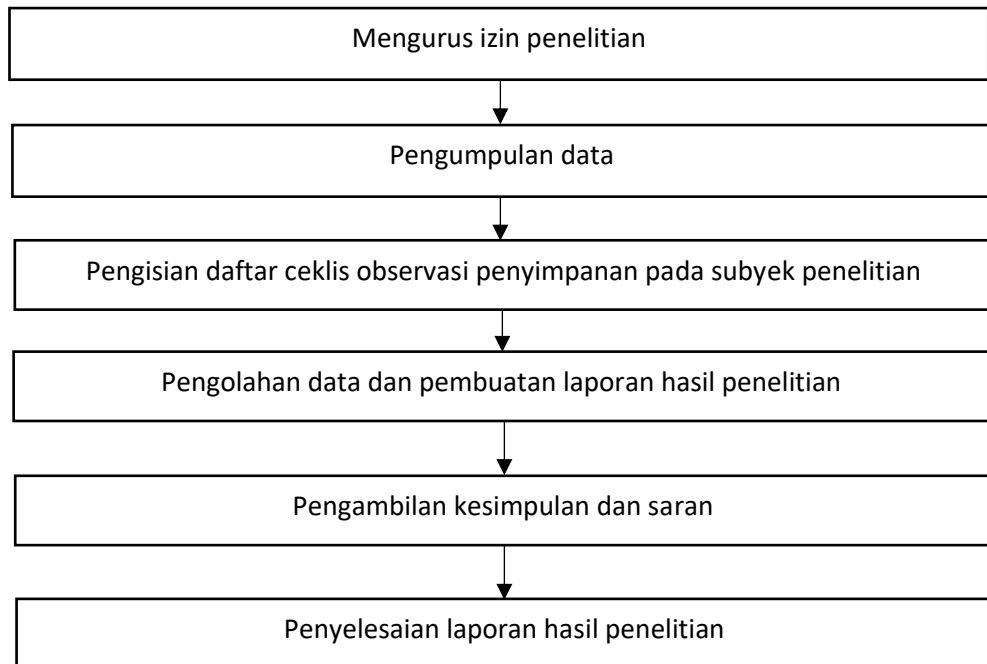 Mengurus izin penelitian
Pengumpulan data
Pengisian daftar ceklis observasi penyimpanan pada subyek penelitian
Pengolahan data dan pembuatan laporan hasil penelitian
Pengambilan kesimpulan dan saran
Penyelesaian laporan hasil penelitian